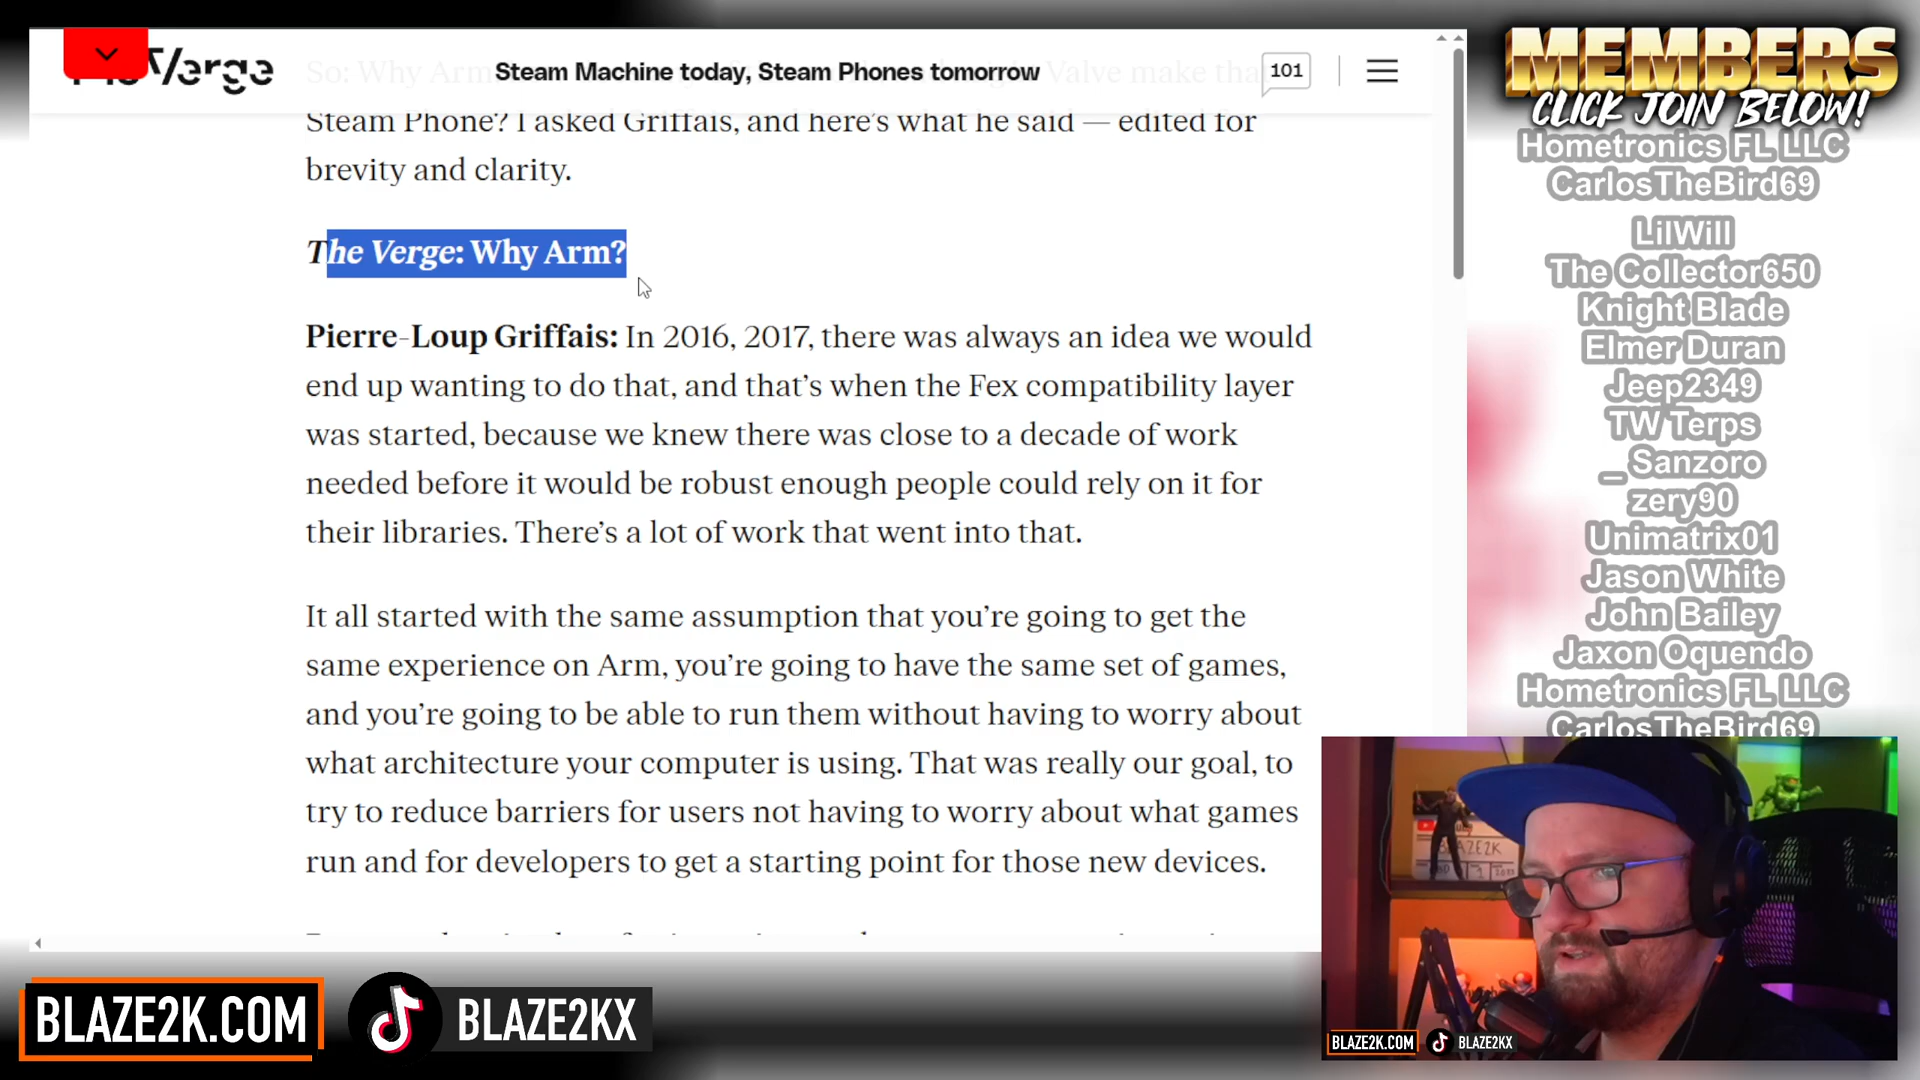 The Verge
Steam Machine today, Steam Phones tomorrow
101
So: Why Arm
Valve make tha
Steam Phone? I asked Griffais, and here's what he said — edited for
brevity and clarity.
The Verge: Why Arm?
Pierre-Loup Griffais: In 2016, 2017, there was always an idea we would
end up wanting to do that, and that's when the Fex compatibility layer
was started, because we knew there was close to a decade of work
needed before it would be robust enough people could rely on it for
their libraries. There's a lot of work that went into that.
It all started with the same assumption that you're going to get the
same experience on Arm, you're going to have the same set of games,
and you're going to be able to run them without having to worry about
what architecture your computer is using. That was really our goal, to
try to reduce barriers for users not having to worry about what games
run and for developers to get a starting point for those new devices.
MEMBERS
CLICK JOIN BELOW!
Hometronics FL LLC
CarlosTheBird69
LilWill
The Collector650
Knight Blade
Elmer Duran
Jeep2349
TW Terps
_ Sanzoro
zery90
Unimatrix01
Jason White
John Bailey
Jaxon Oquendo
Hometronics FL LLC
CarlosTheBird69
BLAZE2K
BLAZE2K.COM
BLAZE2KX
BLAZE2K.COM
BLAZE2KX